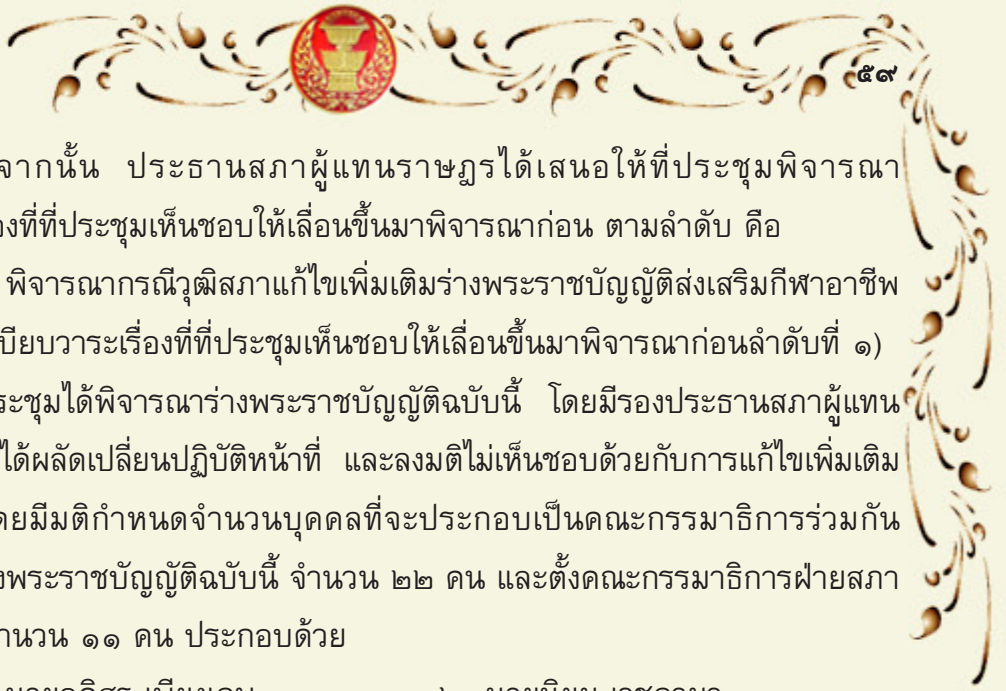 ๕๙
จากนั้น ประธานสภาผู้แทนราษฎรได้เสนอให้ที่ประชุมพิจารณา
องที่ที่ประชุมเห็นชอบให้เลื่อนขึ้นมาพิจารณาก่อน ตามลำดับ คือ
พิจารณากรณีวุฒิสภาแก้ไขเพิ่มเติมร่างพระราชบัญญัติส่งเสริมกีฬาอาชีพ
บียบวาระเรื่องที่ที่ประชุมเห็นชอบให้เลื่อนขึ้นมาพิจารณาก่อนลำดับที่ ๑)
ระชุมได้พิจารณาร่างพระราชบัญญัติฉบับนี้ โดยมีรองประธานสภาผู้แทน
ได้ผลัดเปลี่ยนปฏิบัติหน้าที่ และลงมติไม่เห็นชอบด้วยกับการแก้ไขเพิ่มเติม
ดยมีมติกำหนดจำนวนบุคคลที่จะประกอบเป็นคณะกรรมาธิการร่วมกัน
งพระราชบัญญัติฉบับนี้ จำนวน ๒๒ คน และตั้งคณะกรรมาธิการฝ่ายสภา
ำนวน ๑๑ คน ประกอบด้วย